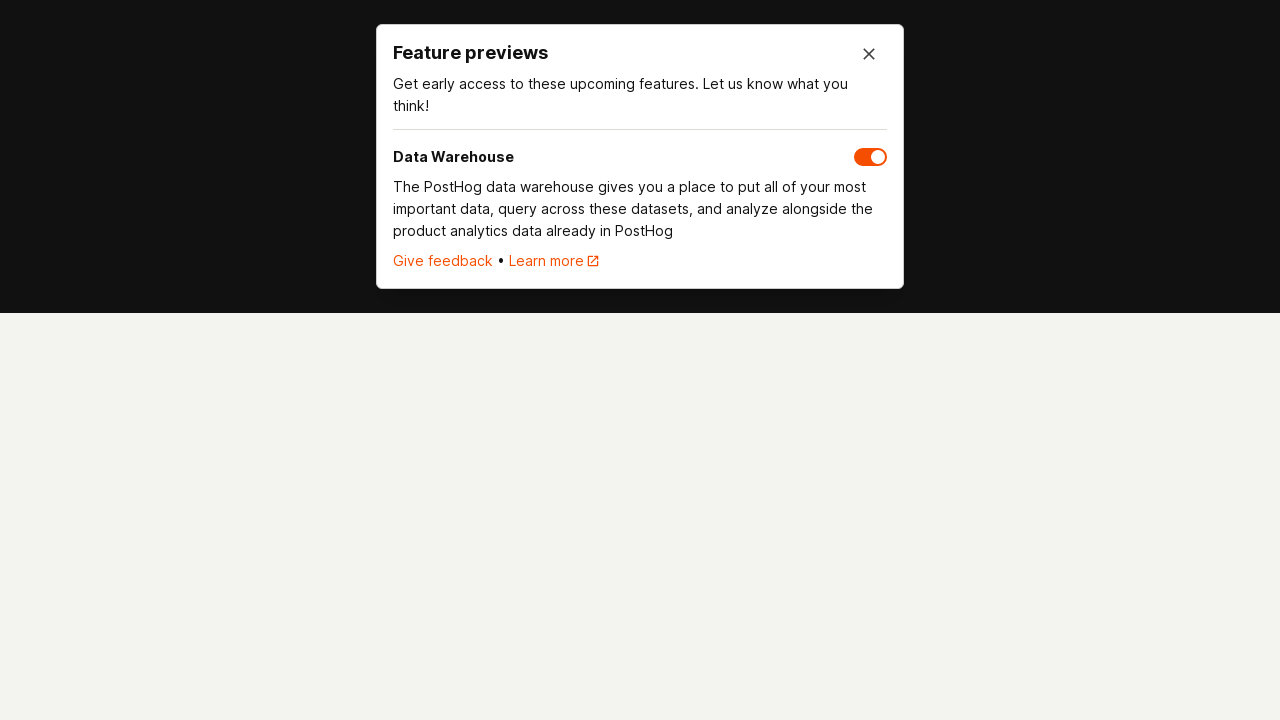 Feature previews
Get early access to these upcoming features. Let us know what you
think!
Data Warehouse
The PostHog data warehouse gives you a place to put all of your most
important data, query across these datasets, and analyze alongside the
product analytics data already in PostHog
Give feedback • Learn more